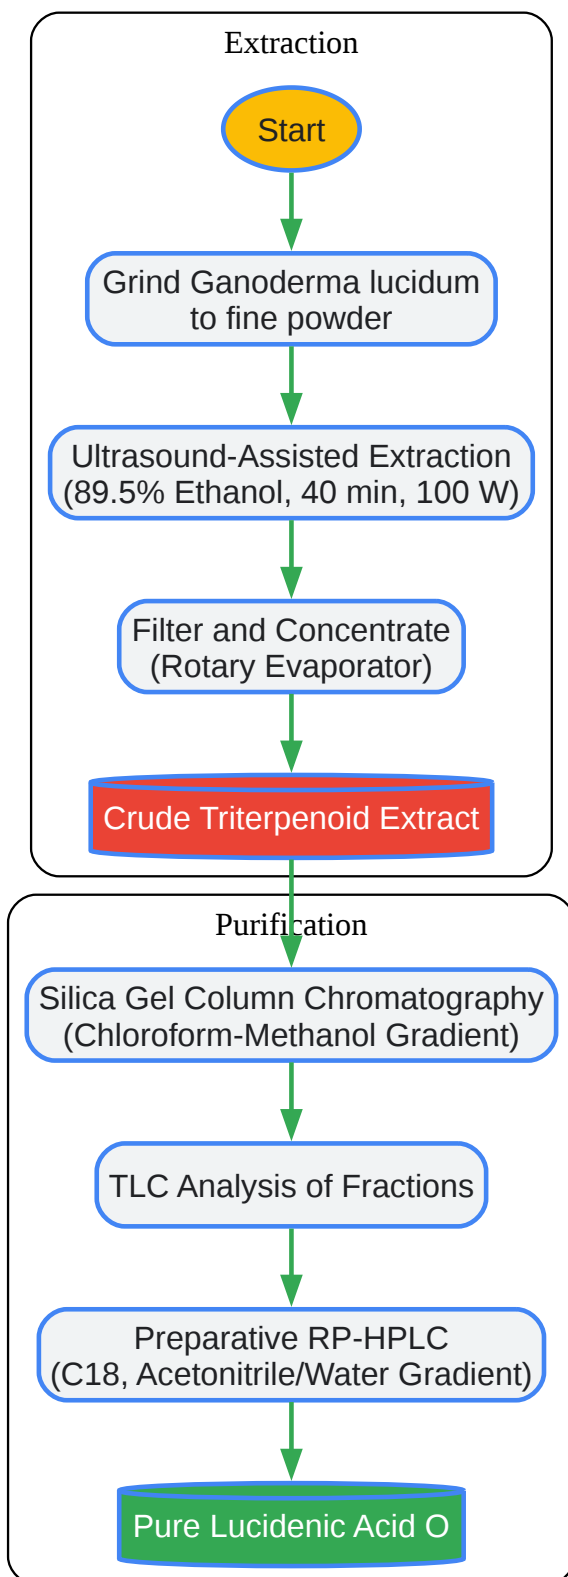 Extraction
Start
Grind Ganoderma lucidum
to fine powder
Ultrasound-Assisted Extraction
(89.5% Ethanol, 40 min, 100 W)
Filter and Concentrate
(Rotary Evaporator)
Crude Triterpenoid Extract
Purification
Silica Gel Column Chromatography
(Chloroform-Methanol Gradient)
TLC Analysis of Fractions
Preparative RP-HPLC
(C18, Acetonitrile/Water Gradient)
Pure Lucidenic Acid O